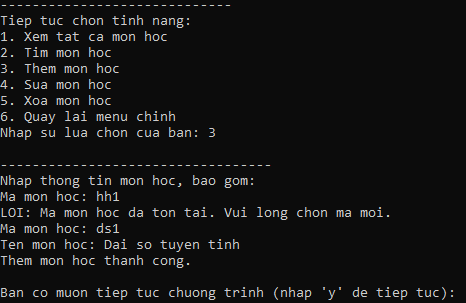 -----------------------------
Tiep tuc chon tinh nang:
1. Xem tat ca mon hoc
2. Tim mon hoc
3. Them mon hoc
4. Sua mon hoc
5. Xoa mon hoc
6. Quay lai menu chinh
Nhap su lua chon cua ban: 3
----------------------------------
Nhap thong tin mon hoc, bao gom:
Ma mon hoc: hh1
LOI: Ma mon hoc da ton tai. Vui long chon ma moi.
Ma mon hoc: ds1
Ten mon hoc: Dai so tuyen tinh
Them mon hoc thanh cong.
Ban co muon tiep tuc chuong trinh (nhap 'y' de tiep tuc):